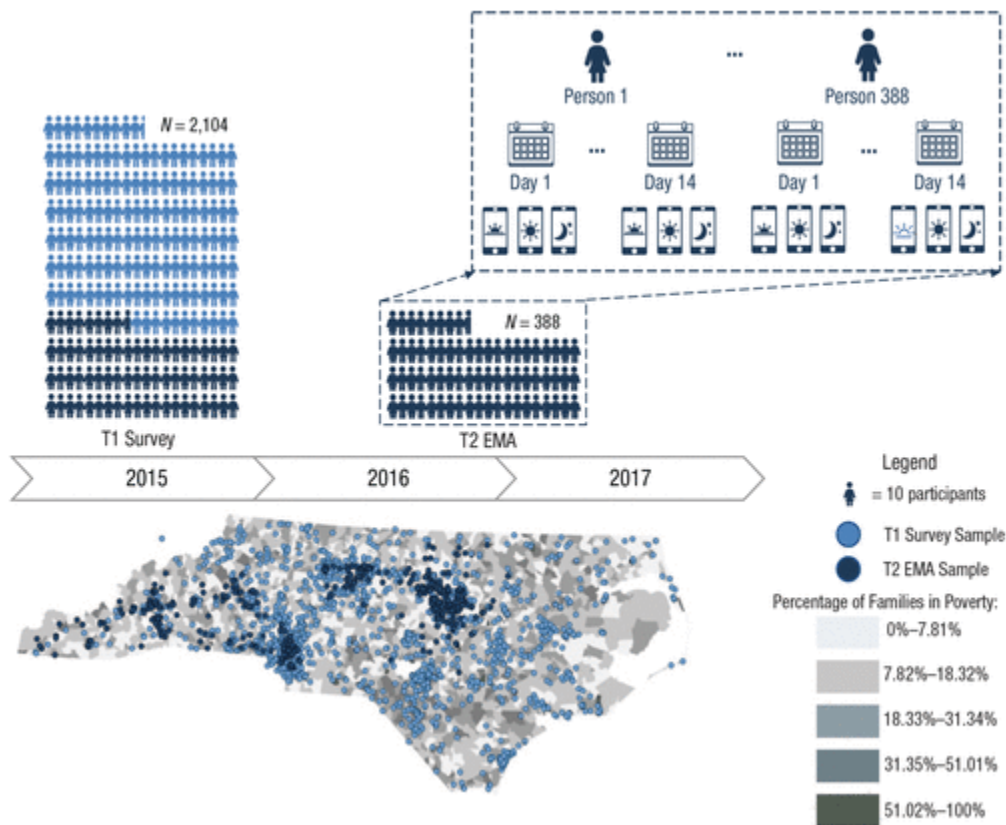 Person 1
...
Person 388
N = 2,104
Day 1
...
Day 14
Day 1
...
Day 14
N = 388
T1 Survey
T2 EMA
2015
2016
2017
Legend
= 10 participants
T1 Survey Sample
T2 EMA Sample
Percentage of Families in Poverty:
0%–7.81%
7.82%–18.32%
18.33%–31.34%
31.35%–51.01%
51.02%–100%